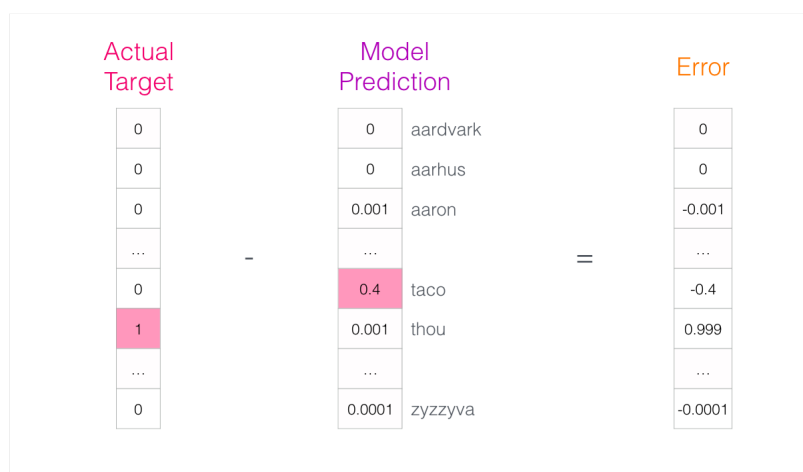 Actual Target
Model Prediction
Error
0 0 aardvark 0
0 0 aarhus 0
0 0.001 aaron -0.001
... ... ...
- =
0 0.4 taco -0.4
1 0.001 thou 0.999
... ... ...
0 0.0001 zyzzyva -0.0001